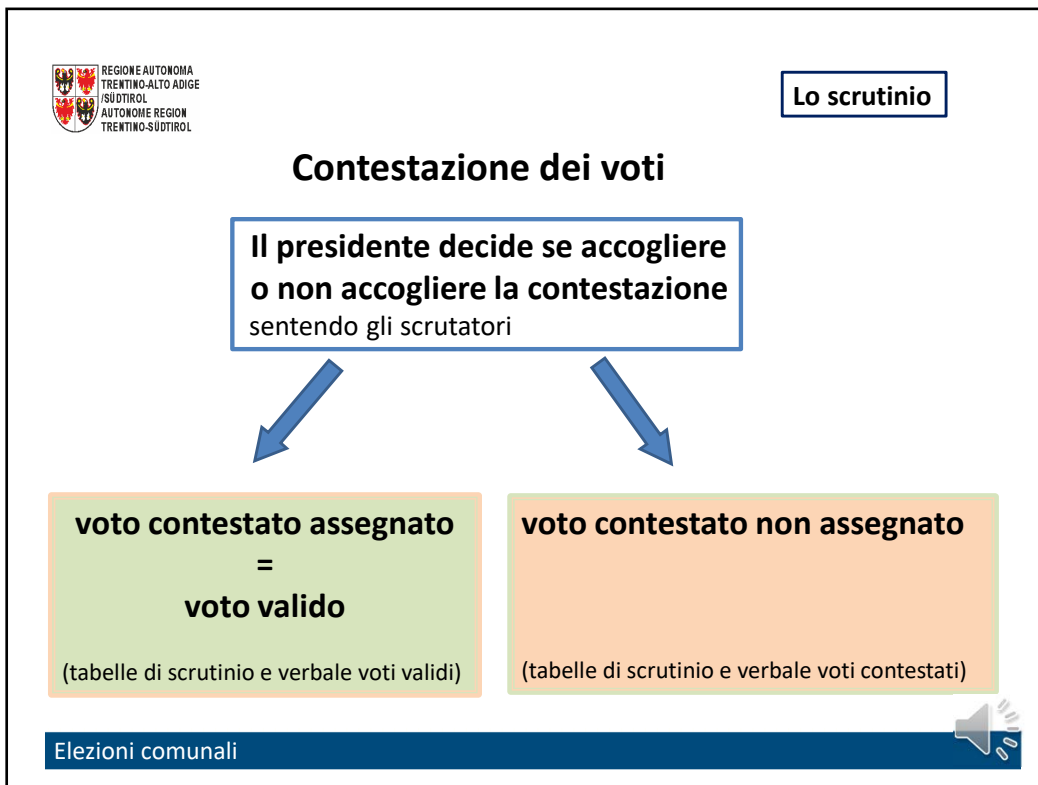 REGIONE AUTONOMA
TRENTINO-ALTO ADIGE
/SÜDTIROL
AUTONOME REGION
TRENTINO-SÜDTIROL
Lo scrutinio
Contestazione dei voti
Il presidente decide se accogliere
o non accogliere la contestazione
sentendo gli scrutatori
voto contestato assegnato
=
voto valido
(tabelle di scrutinio e verbale voti validi)
voto contestato non assegnato
(tabelle di scrutinio e verbale voti contestati)
Elezioni comunali